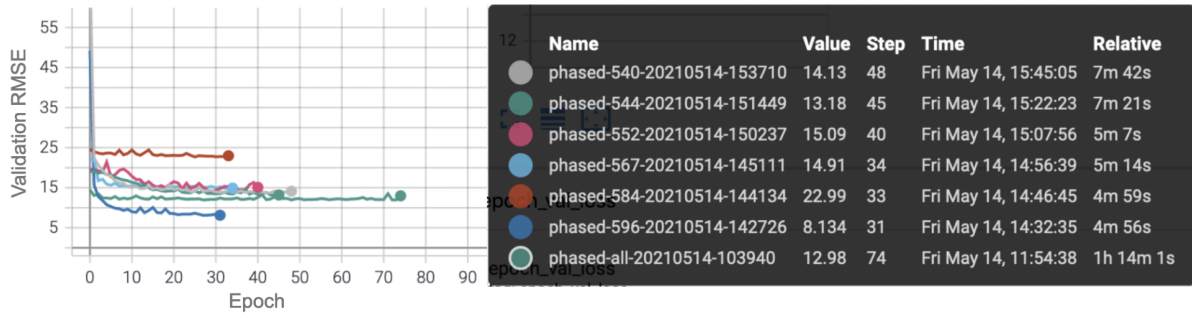 55
45
35
25
15
5
Validation RMSE
0 10 20 30 40 50 60 70 80 90
Epoch
12
Name Value Step Time Relative
phased-540-20210514-153710 14.13 48 Fri May 14, 15:45:05 7m 42s
phased-544-20210514-151449 13.18 45 Fri May 14, 15:22:23 7m 21s
phased-552-20210514-150237 15.09 40 Fri May 14, 15:07:56 5m 7s
phased-567-20210514-145111 14.91 34 Fri May 14, 14:56:39 5m 14s
phased-584-20210514-144134 22.99 33 Fri May 14, 14:46:45 4m 59s
epoch_val_loss
phased-596-20210514-142726 8.134 31 Fri May 14, 14:32:35 4m 56s
phased-all-20210514-103940 12.98 74 Fri May 14, 11:54:38 1h 14m 1s
epoch_val_loss